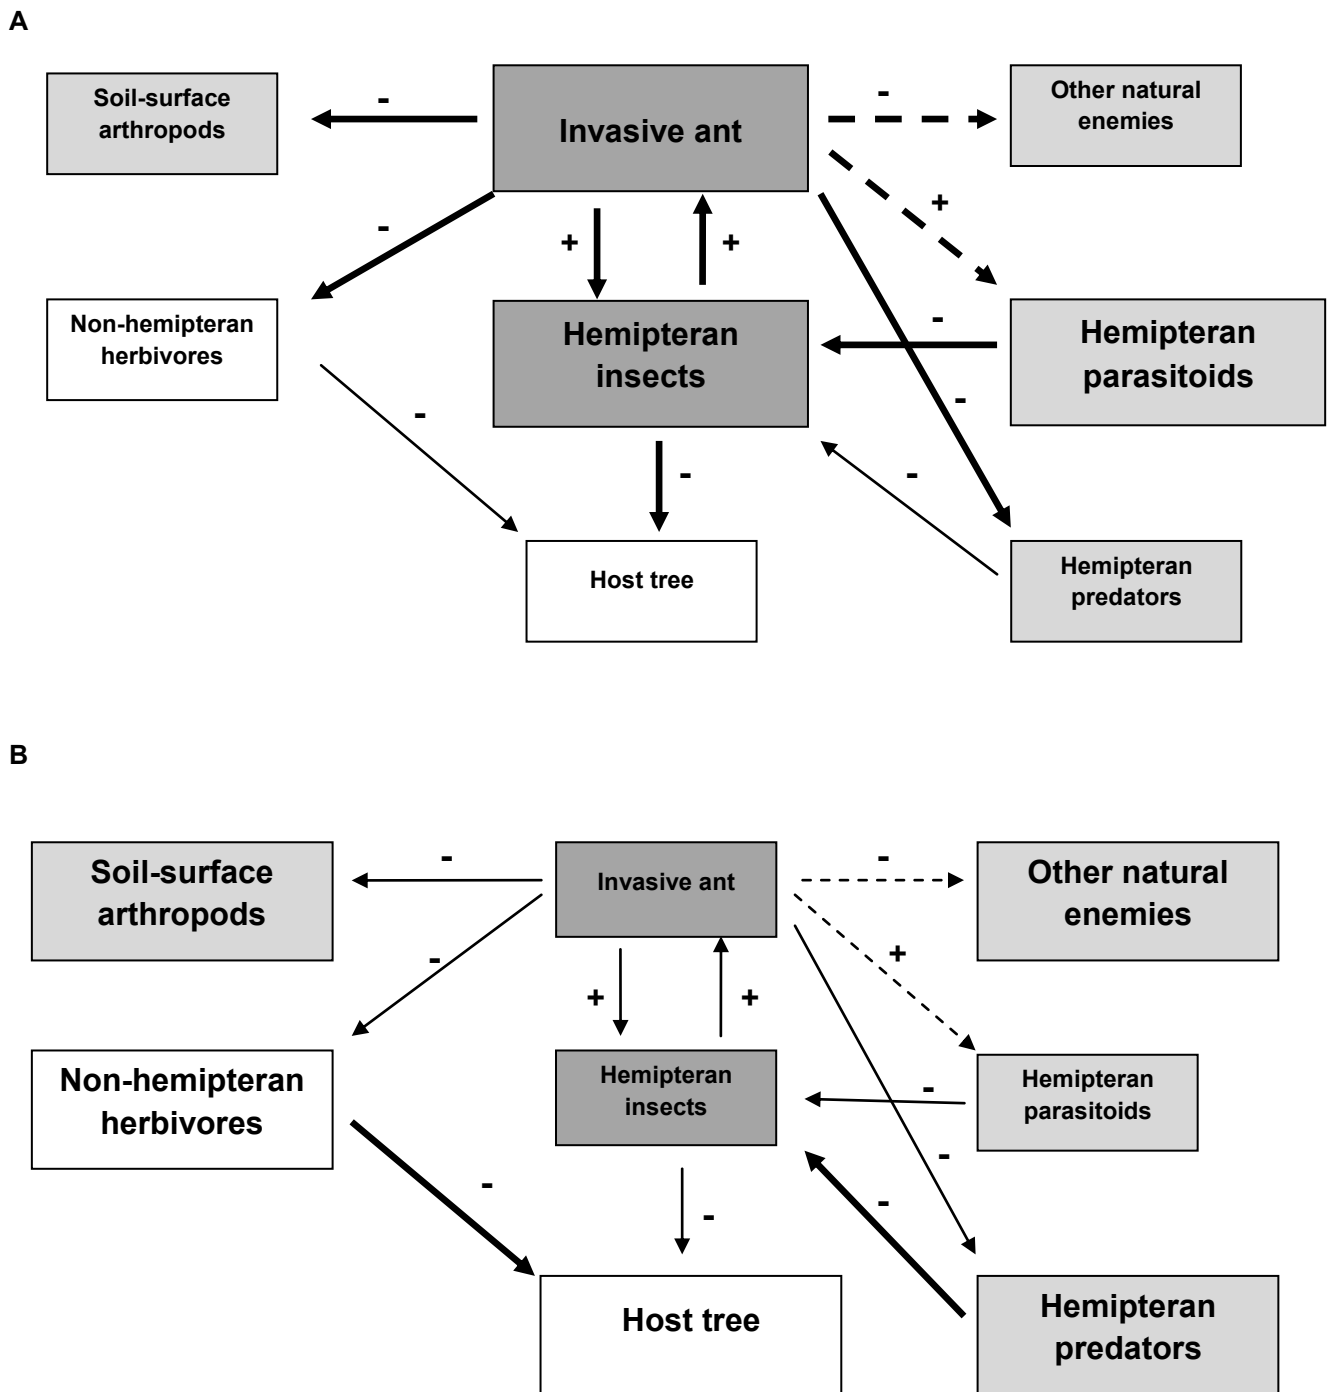 A
Soil-surface
arthropods
-
Invasive ant
-
Other natural
enemies
-
+
+
+
Non-hemipteran
herbivores
Hemipteran
insects
-
Hemipteran
parasitoids
-
-
-
-
Host tree
Hemipteran
predators
B
Soil-surface
arthropods
-
Invasive ant
-
Other natural
enemies
-
+
+
+
Non-hemipteran
herbivores
Hemipteran
insects
-
Hemipteran
parasitoids
-
-
-
-
Host tree
Hemipteran
predators